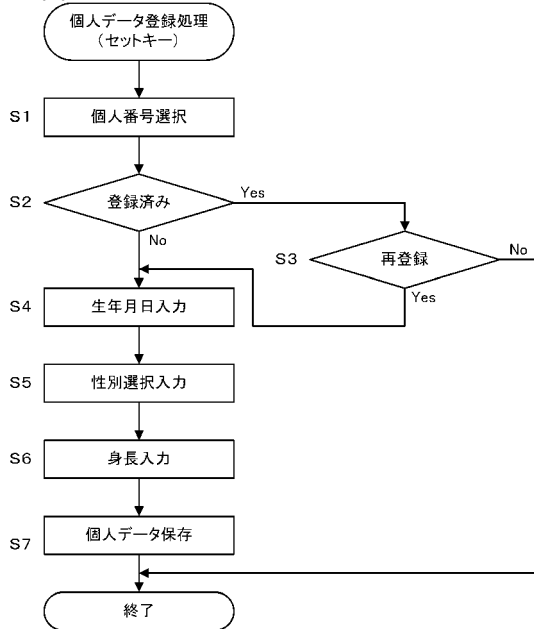 個人データ登録処理
（セットキー）
S1
個人番号選択
S2
登録済み
Yes
No
S3
再登録
No
Yes
S4
生年月日入力
S5
性別選択入力
S6
身長入力
S7
個人データ保存
終了